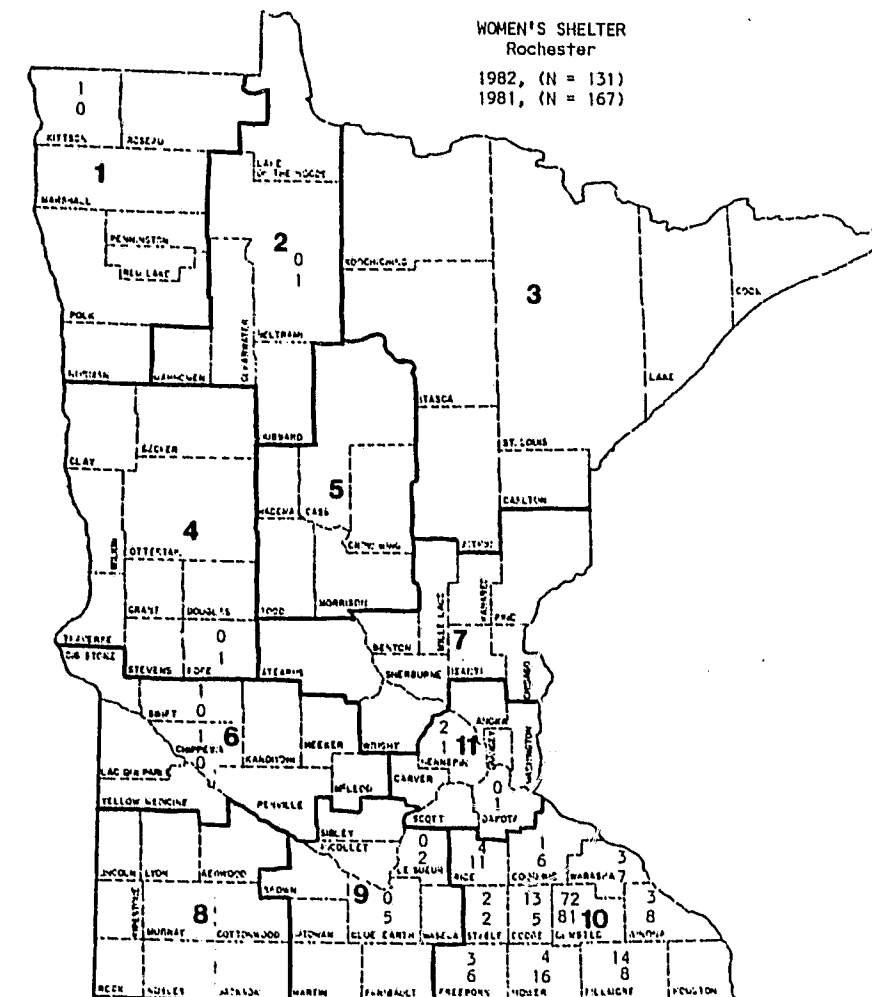 WOMEN'S SHELTER
Rochester
1982, (N = 131)
1981, (N = 167)
1
0
KITTSON
ROSEAU
LAKE
OF THE WOODS
1
MARSHALL
PENNINGTON
2
0
1
KOOCHICHING
RED LAKE
3
COOK
POLK
CLEARWATER
BELTRAMI
NORMAN
MAHNOMEN
LAKE
ITASCA
HUBBARD
ST. LOUIS
BECKER
CLAY
5
WADENA
CASS
CARLTON
4
WILKIN
OTTERTAIL
CROW WING
AITKIN
GRANT
DOUGLAS
TODD
MORRISON
MILLE LACS
KANABEC
PINE
TRAVERSE
0
1
BENTON
7
BIG STONE
STEVENS
POPE
STEARNS
SHERBURNE
ISANTI
CHISAGO
1
0
SWIFT
2
1
ANOKA
1
0
6
11
CHIPPEWA
KANDIYOHI
MEEKER
WRIGHT
HENNEPIN
RAMSEY
WASHINGTON
LAC QUI PARLE
MCLEOD
CARVER
0
1
YELLOW MEDICINE
RENVILLE
SCOTT
DAKOTA
SIBLEY
NICOLLET
0
2
4
11
1
6
3
7
LINCOLN
LYON
REDWOOD
LE SUEUR
RICE
GOODHUE
WABASHA
BROWN
9
0
5
2
2
13
5
72
81
10
3
8
PIPESTONE
8
MURRAY
COTTONWOOD
WATONWAN
BLUE EARTH
WASECA
STEELE
DODGE
OLMSTED
WINONA
3
6
4
16
14
8
ROCK
NOBLES
JACKSON
MARTIN
FARIBAULT
FREEBORN
MOWER
FILLMORE
HOUSTON